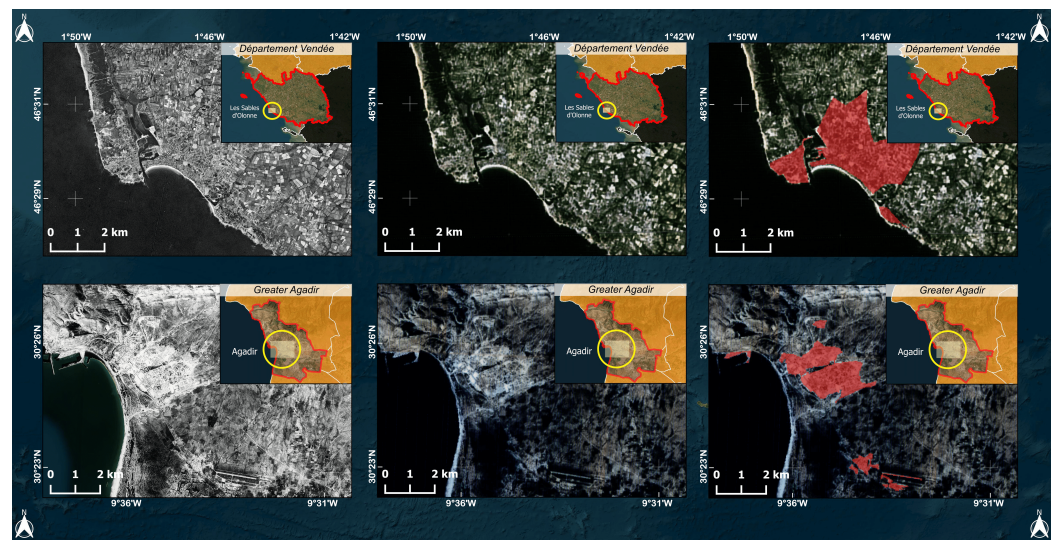 N
N
1°50'W 1°46'W 1°42'W
1°50'W 1°46'W 1°42'W
1°46'W 1°42'W
Département Vendée
Département Vendée
Département Vendée
46°31'N
46°31'N
46°31'N
Les Sables
d'Olonne
Les Sables
d'Olonne
Les Sables
d'Olonne
46°29'N
46°29'N
46°29'N
0 1 2 km
0 1 2 km
0 1 2 km
Greater Agadir
Greater Agadir
Greater Agadir
30°26'N
30°26'N
30°26'N
Agadir
Agadir
Agadir
30°23'N
30°23'N
30°23'N
0 1 2 km
0 1 2 km
0 1 2 km
9°36'W 9°31'W
9°36'W 9°31'W
9°36'W 9°31'W
N
N